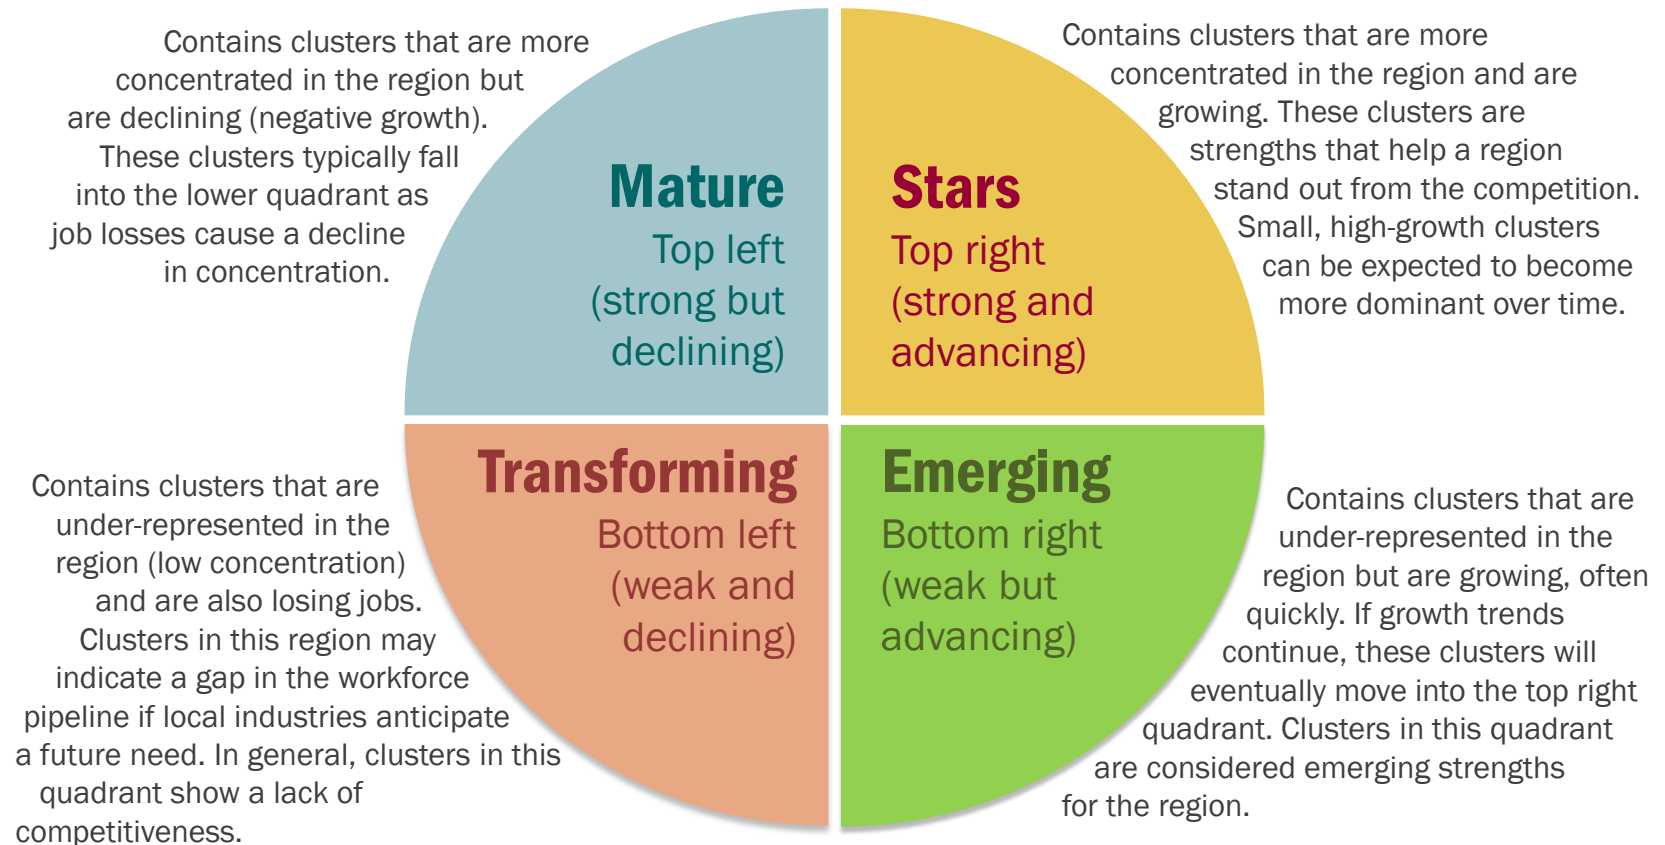 Contains clusters that are more
concentrated in the region but
are declining (negative growth).
These clusters typically fall
into the lower quadrant as
job losses cause a decline
in concentration.
Mature
Top left
(strong but
declining)
Stars
Top right
(strong and
advancing)
Contains clusters that are more
concentrated in the region and are
growing. These clusters are
strengths that help a region
stand out from the competition.
Small, high-growth clusters
can be expected to become
more dominant over time.
Contains clusters that are
under-represented in the
region (low concentration)
and are also losing jobs.
Clusters in this region may
indicate a gap in the workforce
pipeline if local industries anticipate
a future need. In general, clusters in this
quadrant show a lack of
competitiveness.
Transforming
Bottom left
(weak and
declining)
Emerging
Bottom right
(weak but
advancing)
Contains clusters that are
under-represented in the
region but are growing, often
quickly. If growth trends
continue, these clusters will
eventually move into the top right
quadrant. Clusters in this quadrant
are considered emerging strengths
for the region.